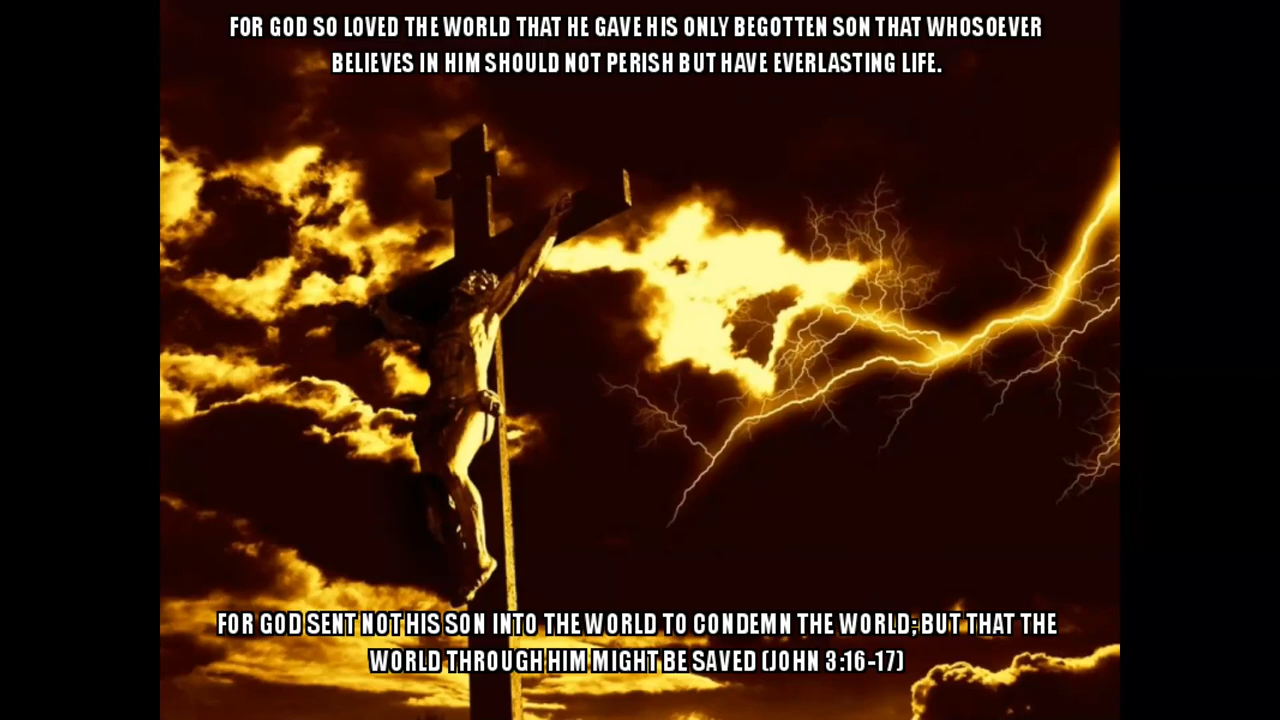 FOR GOD SO LOVED THE WORLD THAT HE GAVE HIS ONLY BEGOTTEN SON THAT WHOSOEVER
BELIEVES IN HIM SHOULD NOT PERISH BUT HAVE EVERLASTING LIFE.
FOR GOD SENT NOT HIS SON INTO THE WORLD TO CONDEMN THE WORLD; BUT THAT THE
WORLD THROUGH HIM MIGHT BE SAVED (JOHN 3:16-17)